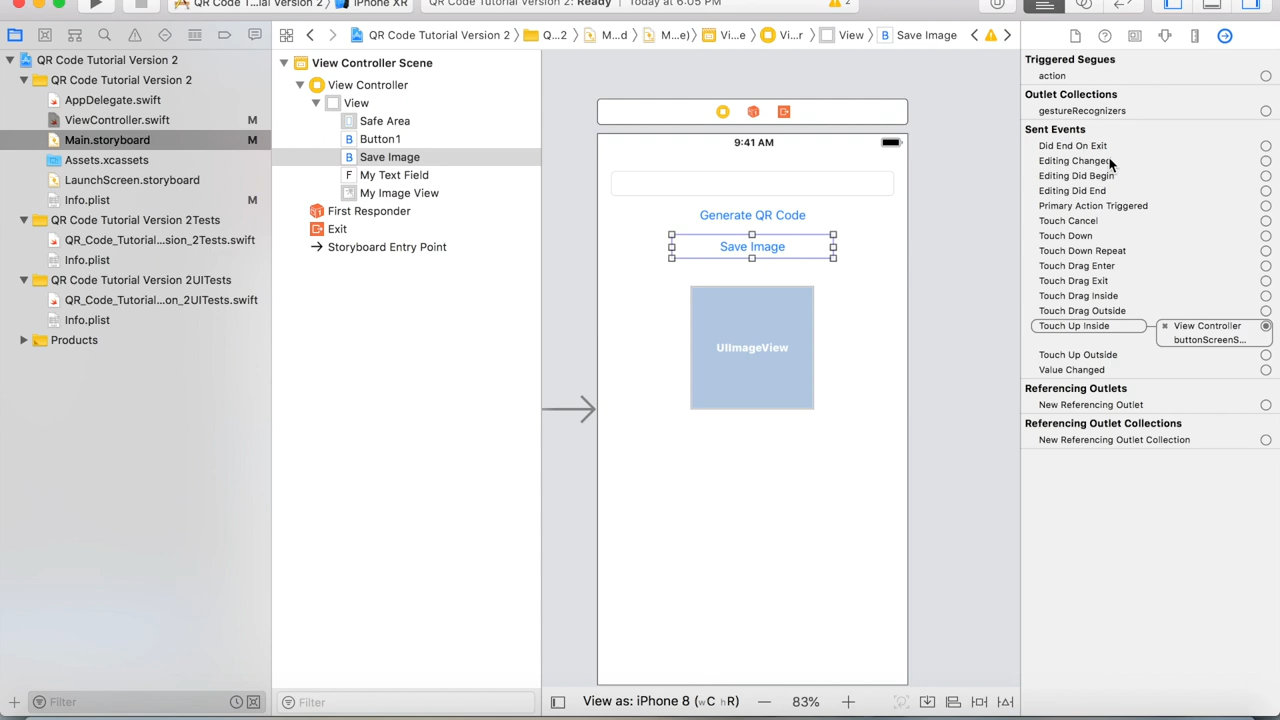 QR Code T...ial Version 2 〉 iPhone XR
QR Code Tutorial Version 2: Ready | Today at 6:05 PM
2
QR Code Tutorial Version 2 〉 Q...2 〉 M...d 〉 M...e) 〉 Vi...e 〉 Vi...r 〉 View 〉 B Save Image
QR Code Tutorial Version 2
QR Code Tutorial Version 2
AppDelegate.swift
ViewController.swift M
Main.storyboard M
Assets.xcassets
LaunchScreen.storyboard
Info.plist M
QR Code Tutorial Version 2Tests
QR_Code_Tutorial...sion_2Tests.swift
Info.plist
QR Code Tutorial Version 2UITests
QR_Code_Tutorial...on_2UITests.swift
Info.plist
Products
Filter
View Controller Scene
View Controller
View
Safe Area
B Button1
B Save Image
F My Text Field
My Image View
First Responder
Exit
Storyboard Entry Point
Filter
9:41 AM
Generate QR Code
Save Image
UIImageView
View as: iPhone 8 (wC hR)
83%
Triggered Segues
action
Outlet Collections
gestureRecognizers
Sent Events
Did End On Exit
Editing Changed
Editing Did Begin
Editing Did End
Primary Action Triggered
Touch Cancel
Touch Down
Touch Down Repeat
Touch Drag Enter
Touch Drag Exit
Touch Drag Inside
Touch Drag Outside
Touch Up Inside
View Controller
buttonScreenS...
Touch Up Outside
Value Changed
Referencing Outlets
New Referencing Outlet
Referencing Outlet Collections
New Referencing Outlet Collection